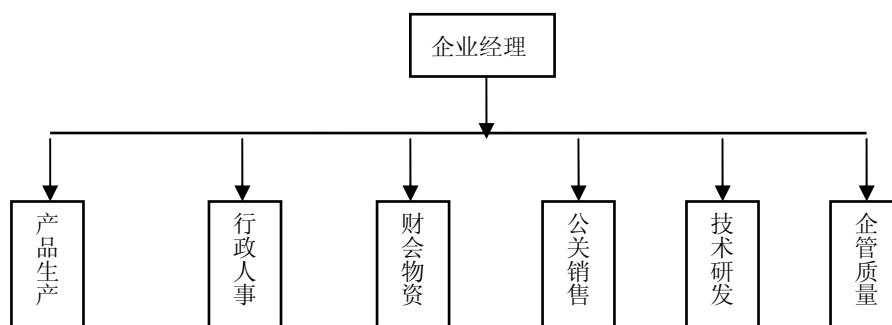 企业经理
产品生产
行政人事
财会物资
公关销售
技术研发
企管质量